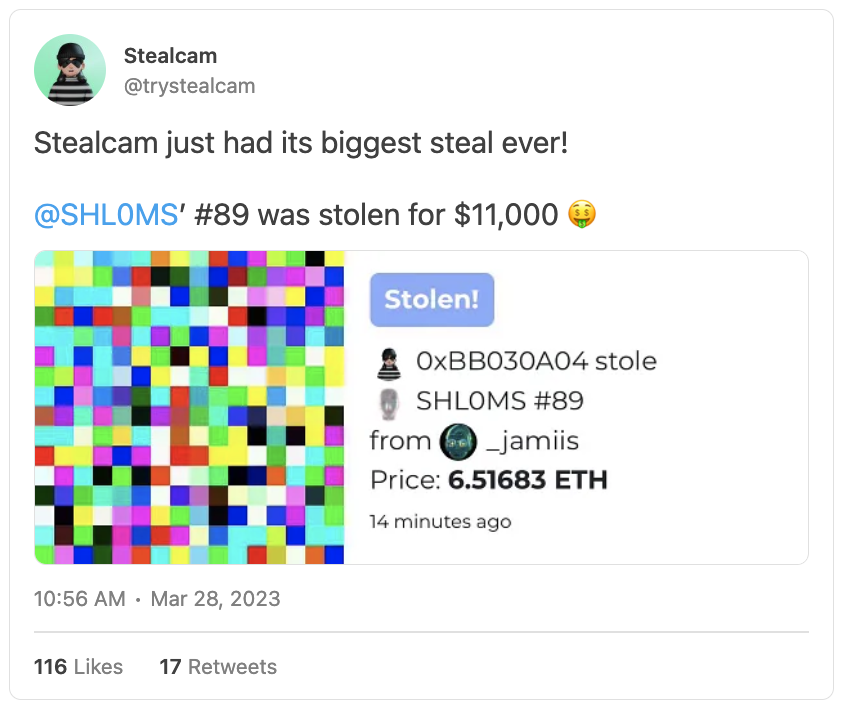 Stealcam
@trystealcam
Stealcam just had its biggest steal ever!
@SHL0MS’ #89 was stolen for $11,000 🤑
Stolen!
0xBB030A04 stole
SHL0MS #89
from _jamiis
Price: 6.51683 ETH
14 minutes ago
10:56 AM · Mar 28, 2023
116 Likes 17 Retweets